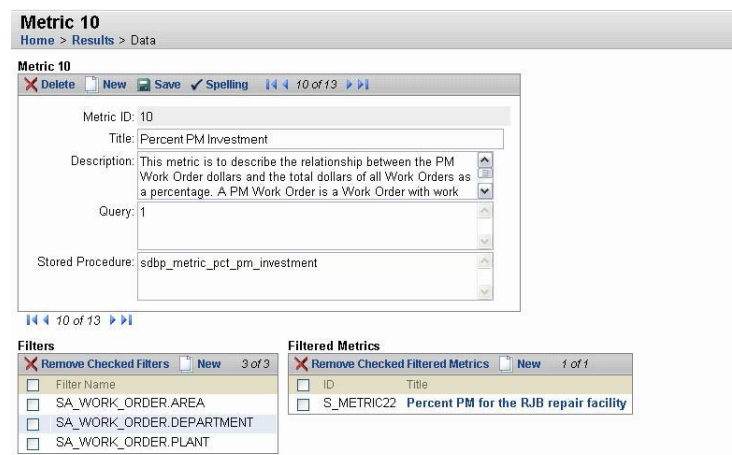 Metric 10
Home > Results > Data
Metric 10
Delete New Save Spelling 10 of 13
Metric ID: 10
Title: Percent PM Investment
Description: This metric is to describe the relationship between the PM
Work Order dollars and the total dollars of all Work Orders as
a percentage. A PM Work Order is a Work Order with work
Query: 1
Stored Procedure: sdbp_metric_pct_pm_investment
10 of 13
Filters
Remove Checked Filters New 3 of 3
Filter Name
SA_WORK_ORDER.AREA
SA_WORK_ORDER.DEPARTMENT
SA_WORK_ORDER.PLANT
Filtered Metrics
Remove Checked Filtered Metrics New 1 of 1
ID Title
S_METRIC22 Percent PM for the RJB repair facility